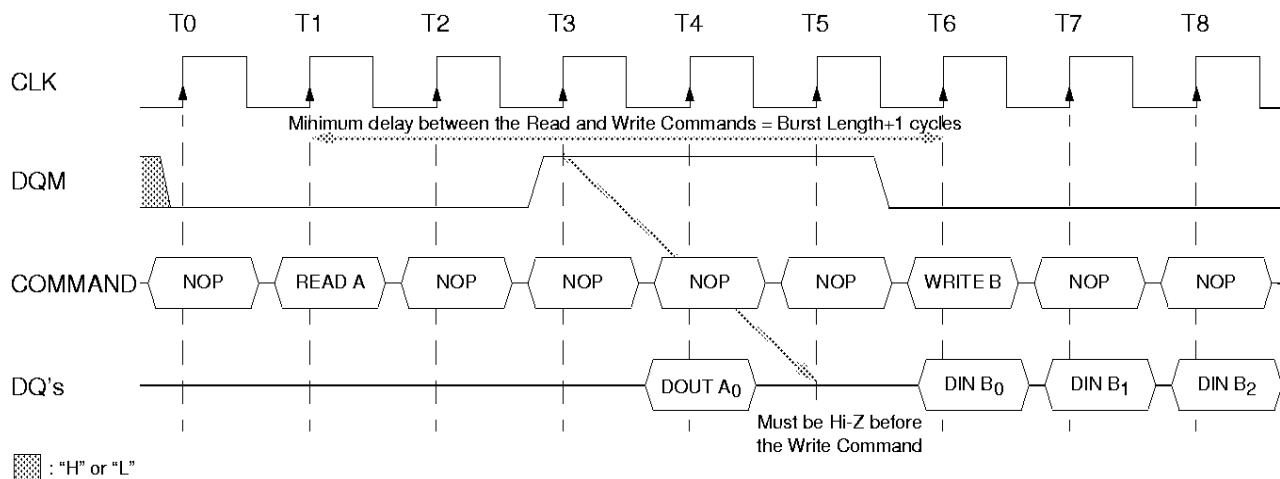 T0 T1 T2 T3 T4 T5 T6 T7 T8
CLK
Minimum delay between the Read and Write Commands = Burst Length+1 cycles
DQM
COMMAND NOP READ A NOP NOP NOP NOP WRITE B NOP NOP
DQ's DOUT A0 DIN B0 DIN B1 DIN B2
Must be Hi-Z before
the Write Command
: “H” or “L”